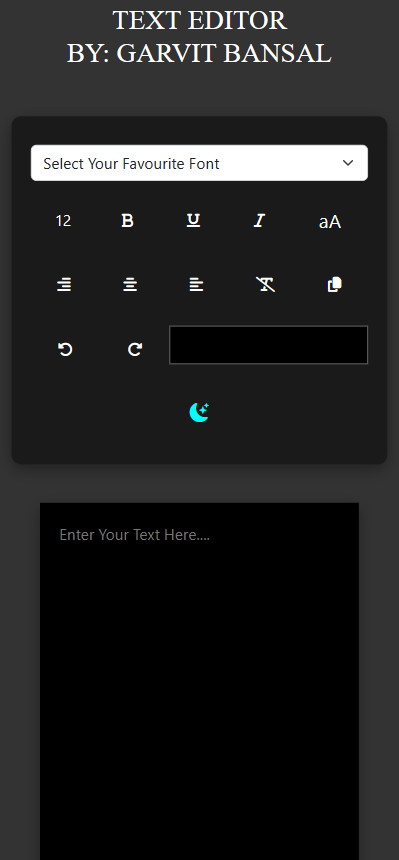 TEXT EDITOR
BY: GARVIT BANSAL
Select Your Favourite Font
12 B U I aA
Enter Your Text Here....